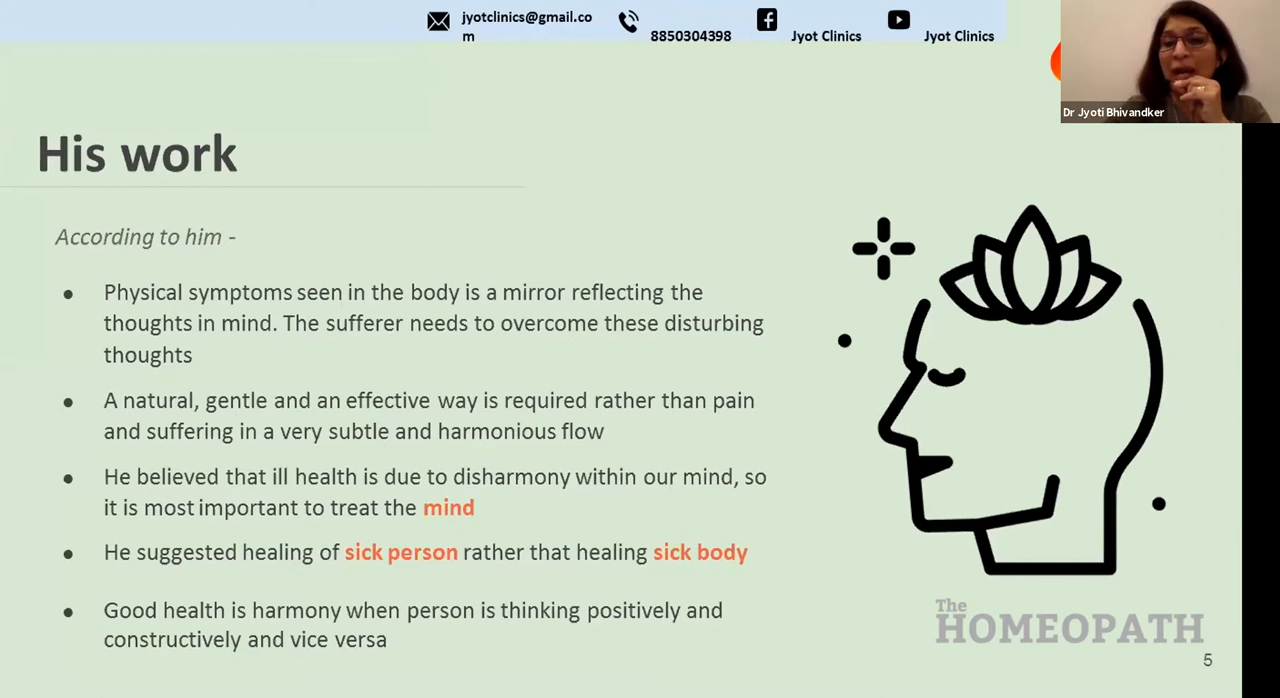 jyotclinics@gmail.co
m
8850304398
Jyot Clinics
Jyot Clinics
Dr Jyoti Bhivandker
His work
According to him -
• Physical symptoms seen in the body is a mirror reflecting the
thoughts in mind. The sufferer needs to overcome these disturbing
thoughts
• A natural, gentle and an effective way is required rather than pain
and suffering in a very subtle and harmonious flow
• He believed that ill health is due to disharmony within our mind, so
it is most important to treat the mind
• He suggested healing of sick person rather that healing sick body
• Good health is harmony when person is thinking positively and
constructively and vice versa
The
HOMEOPATH
5